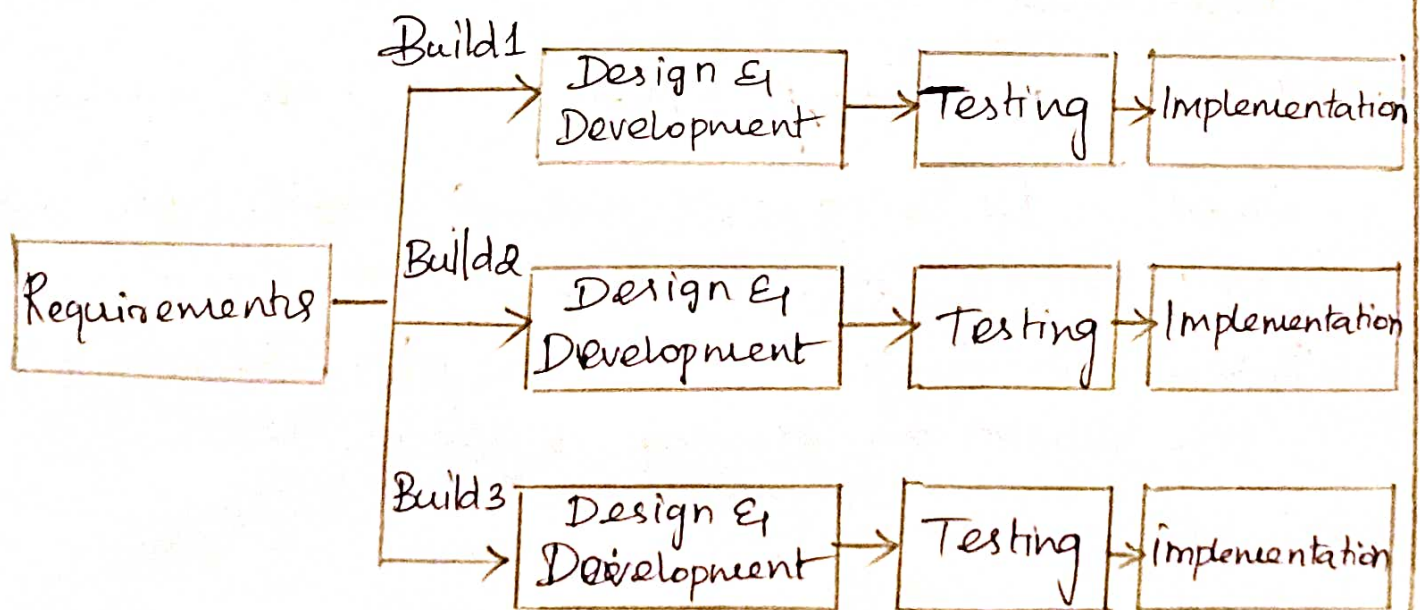 Build1
Design &
Development
Testing
Implementation
Requirements
Build2
Design &
Development
Testing
Implementation
Build3
Design &
Development
Testing
implementation